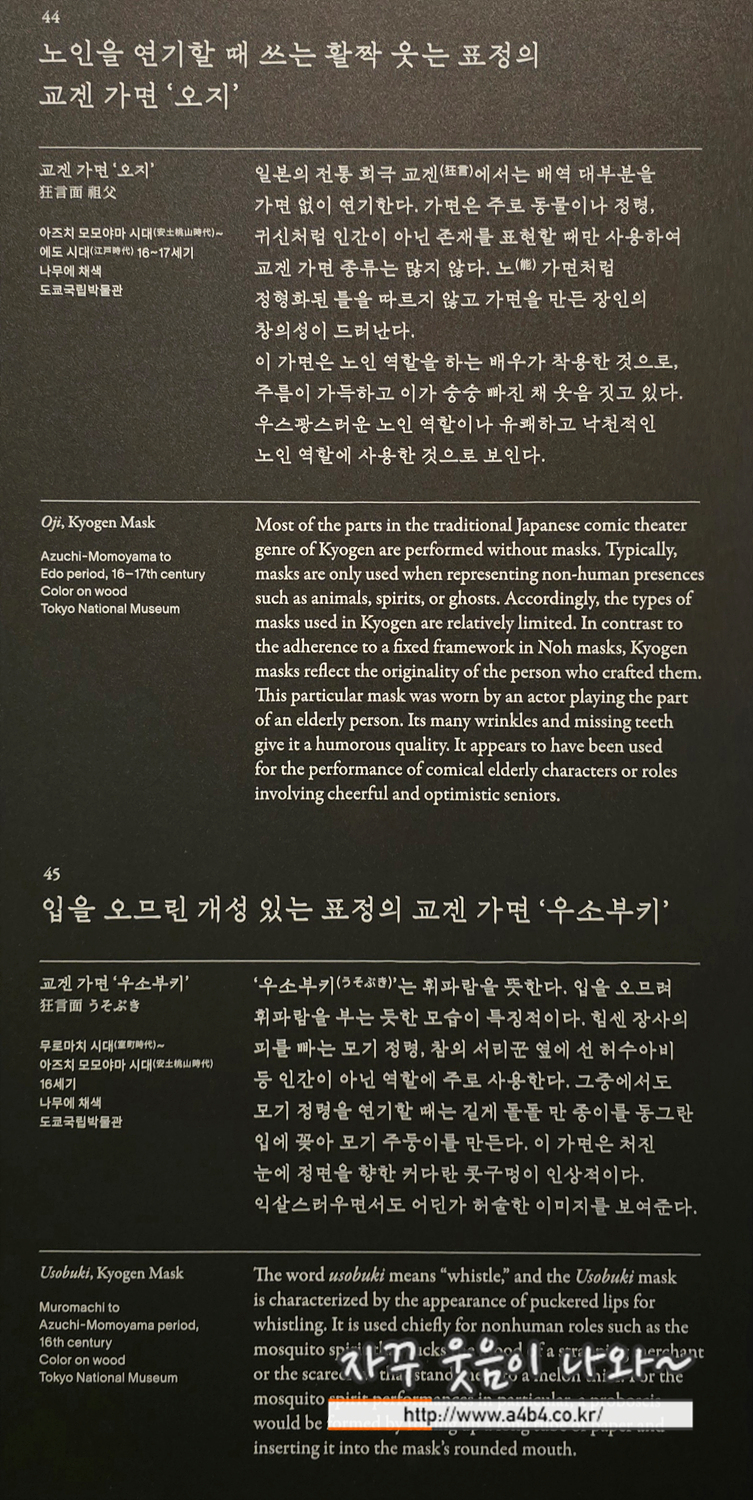 44
노인을 연기할 때 쓰는 활짝 웃는 표정의
교겐 가면 ‘오지’
교겐 가면 ‘오지’
狂言面 祖父
아즈치 모모야마 시대(安土桃山時代)~
에도 시대(江戸時代) 16~17세기
나무에 채색
도쿄국립박물관
일본의 전통 희극 교겐(狂言)에서는 배역 대부분을
가면 없이 연기한다. 가면은 주로 동물이나 정령,
귀신처럼 인간이 아닌 존재를 표현할 때만 사용하여
교겐 가면 종류는 많지 않다. 노(能) 가면처럼
정형화된 틀을 따르지 않고 가면을 만든 장인의
창의성이 드러난다.
이 가면은 노인 역할을 하는 배우가 착용한 것으로,
주름이 가득하고 이가 숭숭 빠진 채 웃음 짓고 있다.
우스꽝스러운 노인 역할이나 유쾌하고 낙천적인
노인 역할에 사용한 것으로 보인다.
Oji, Kyogen Mask
Azuchi-Momoyama to
Edo period, 16–17th century
Color on wood
Tokyo National Museum
Most of the parts in the traditional Japanese comic theater
genre of Kyogen are performed without masks. Typically,
masks are only used when representing non-human presences
such as animals, spirits, or ghosts. Accordingly, the types of
masks used in Kyogen are relatively limited. In contrast to
the adherence to a fixed framework in Noh masks, Kyogen
masks reflect the originality of the person who crafted them.
This particular mask was worn by an actor playing the part
of an elderly person. Its many wrinkles and missing teeth
give it a humorous quality. It appears to have been used
for the performance of comical elderly characters or roles
involving cheerful and optimistic seniors.
45
입을 오므린 개성 있는 표정의 교겐 가면 ‘우소부키’
교겐 가면 ‘우소부키’
狂言面 うそぶき
무로마치 시대(室町時代)~
아즈치 모모야마 시대(安土桃山時代)
16세기
나무에 채색
도쿄국립박물관
‘우소부키(うそぶき)’는 휘파람을 뜻한다. 입을 오므려
휘파람을 부는 듯한 모습이 특징적이다. 힘센 장사의
피를 빠는 모기 정령, 참외 서리꾼 옆에 선 허수아비
등 인간이 아닌 역할에 주로 사용한다. 그중에서도
모기 정령을 연기할 때는 길게 돌돌 만 종이를 동그란
입에 꽂아 모기 주둥이를 만든다. 이 가면은 처진
눈에 정면을 향한 커다란 콧구멍이 인상적이다.
익살스러우면서도 어딘가 허술한 이미지를 보여준다.
Usobuki, Kyogen Mask
Muromachi to
Azuchi-Momoyama period,
16th century
Color on wood
Tokyo National Museum
The word usobuki means “whistle,” and the Usobuki mask
is characterized by the appearance of puckered lips for
whistling. It is used chiefly for nonhuman roles such as the
mosquito
or the the
mosquito spirit performances in particular, a proboscis
would be formed by paper and
inserting it into the mask’s rounded mouth.
자꾸 웃음이 나와~
http://www.a4b4.co.kr/